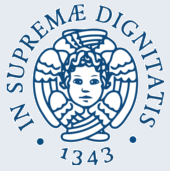 IN SUPREMÆ DIGNITATIS
· 1343 ·